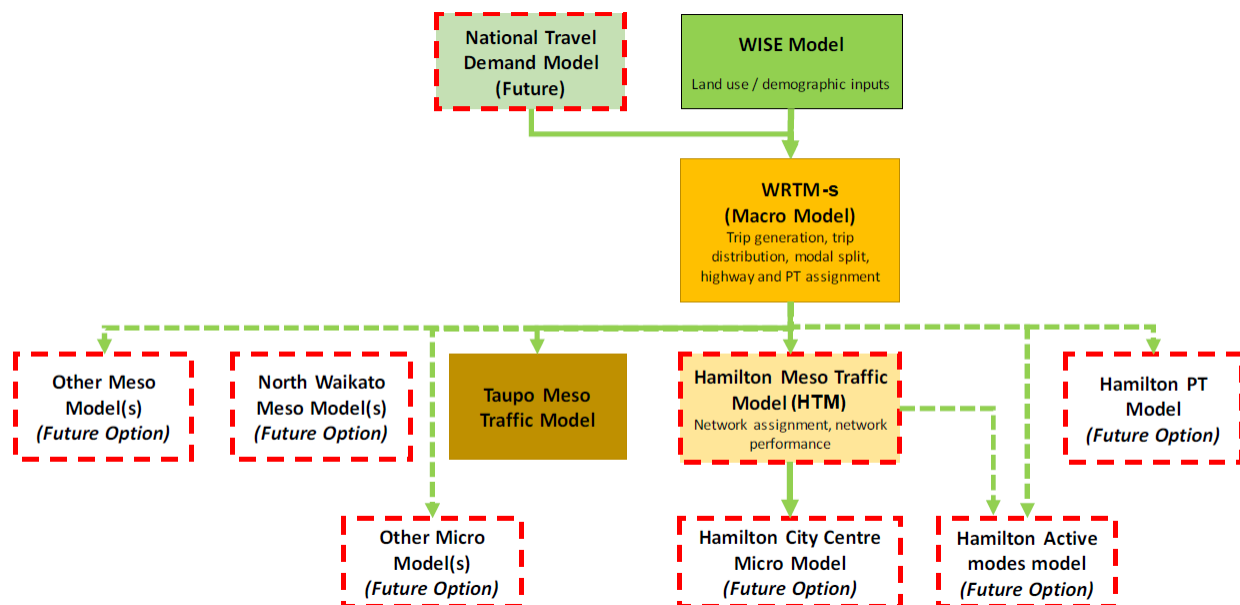 National Travel
Demand Model
(Future)
WISE Model
Land use / demographic inputs
WRTM-s
(Macro Model)
Trip generation, trip
distribution, modal split,
highway and PT assignment
Other Meso
Model(s)
(Future Option)
North Waikato
Meso Model(s)
(Future Option)
Taupo Meso
Traffic Model
Hamilton Meso Traffic
Model (HTM)
Network assignment, network
performance
Hamilton PT
Model
(Future Option)
Other Micro
Model(s)
(Future Option)
Hamilton City Centre
Micro Model
(Future Option)
Hamilton Active
modes model
(Future Option)